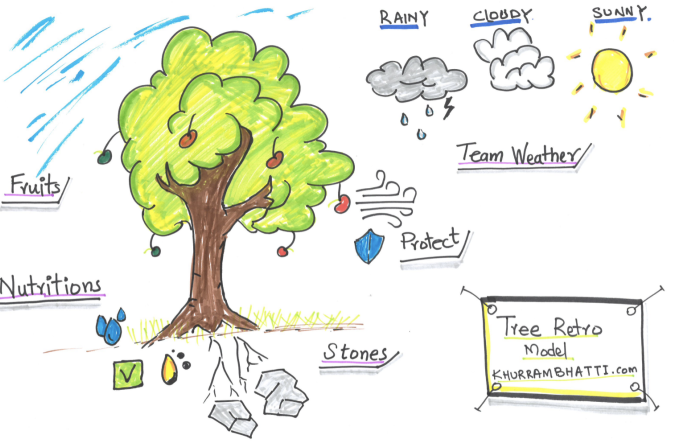 RAINY
CLOUDY
SUNNY.
Team Weather
Fruits
Protect
Nutritions
Stones
Tree Retro
Model
KHURRAMBHATTI.com